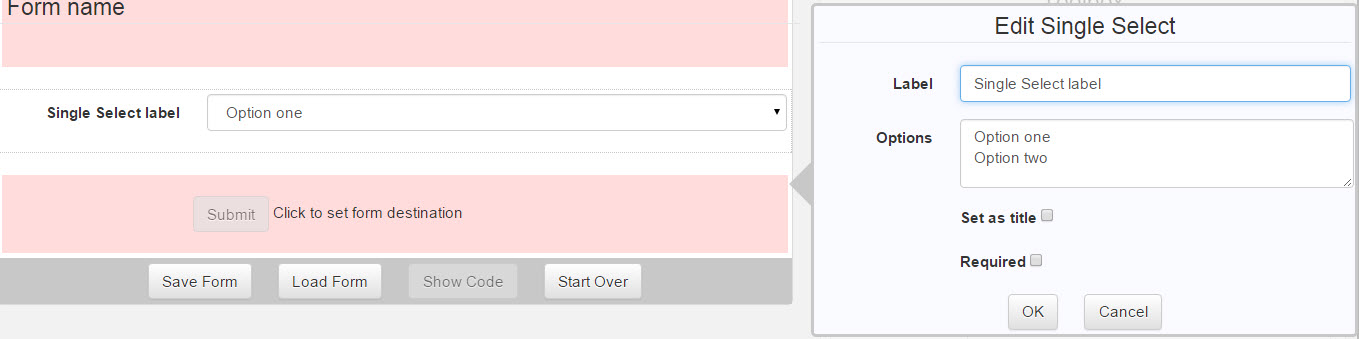 Form name
Single Select label
Option one
Submit Click to set form destination
Save Form Load Form Show Code Start Over
Edit Single Select
Label Single Select label
Options Option one
Option two
Set as title
Required
OK Cancel